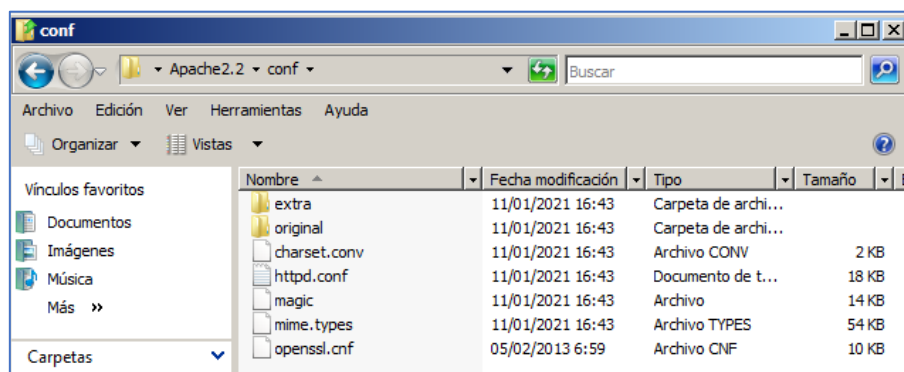 conf
Apache2.2 conf Buscar
Archivo Edición Ver Herramientas Ayuda
Organizar Vistas
Vínculos favoritos
Documentos
Imágenes
Música
Más »
Carpetas
Nombre Fecha modificación Tipo Tamaño
extra 11/01/2021 16:43 Carpeta de archi...
original 11/01/2021 16:43 Carpeta de archi...
charset.conv 11/01/2021 16:43 Archivo CONV 2 KB
httpd.conf 11/01/2021 16:43 Documento de t... 18 KB
magic 11/01/2021 16:43 Archivo 14 KB
mime.types 11/01/2021 16:43 Archivo TYPES 54 KB
openssl.cnf 05/02/2013 6:59 Archivo CNF 10 KB